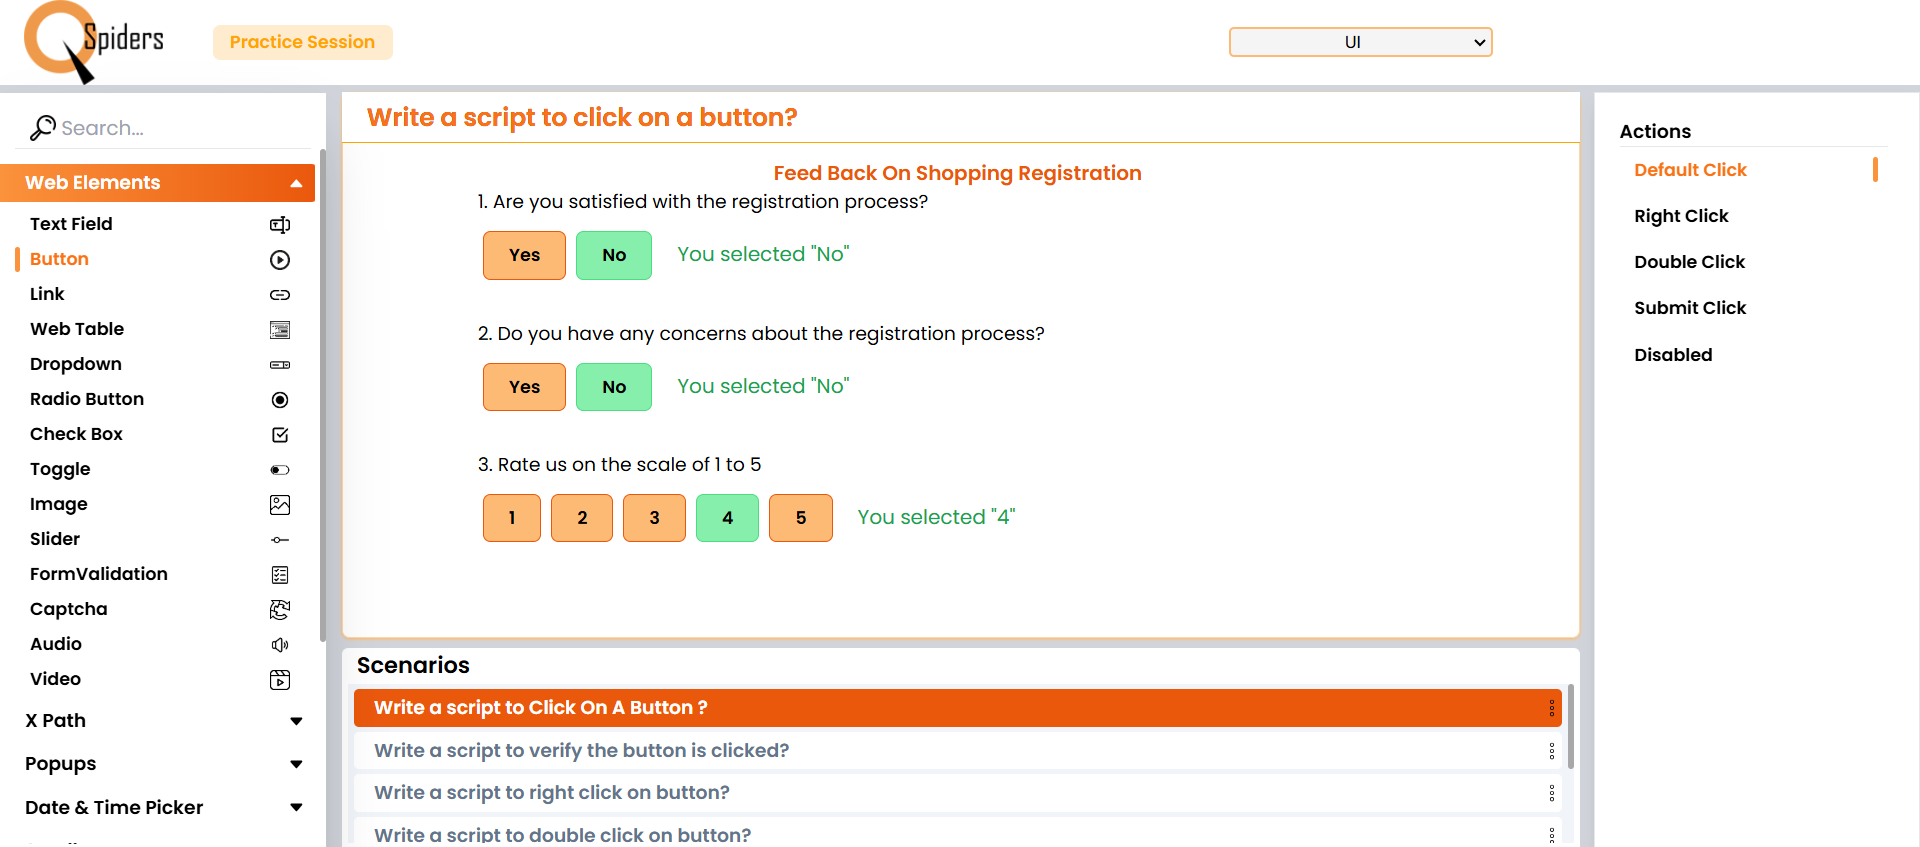 Spiders
Practice Session
UI
Search...
Web Elements
Text Field
Button
Link
Web Table
Dropdown
Radio Button
Check Box
Toggle
Image
Slider
FormValidation
Captcha
Audio
Video
X Path
Popups
Date & Time Picker
Write a script to click on a button?
Feed Back On Shopping Registration
1. Are you satisfied with the registration process?
Yes No You selected "No"
2. Do you have any concerns about the registration process?
Yes No You selected "No"
3. Rate us on the scale of 1 to 5
1 2 3 4 5 You selected "4"
Scenarios
Write a script to Click On A Button ?
Write a script to verify the button is clicked?
Write a script to right click on button?
Write a script to double click on button?
Actions
Default Click
Right Click
Double Click
Submit Click
Disabled